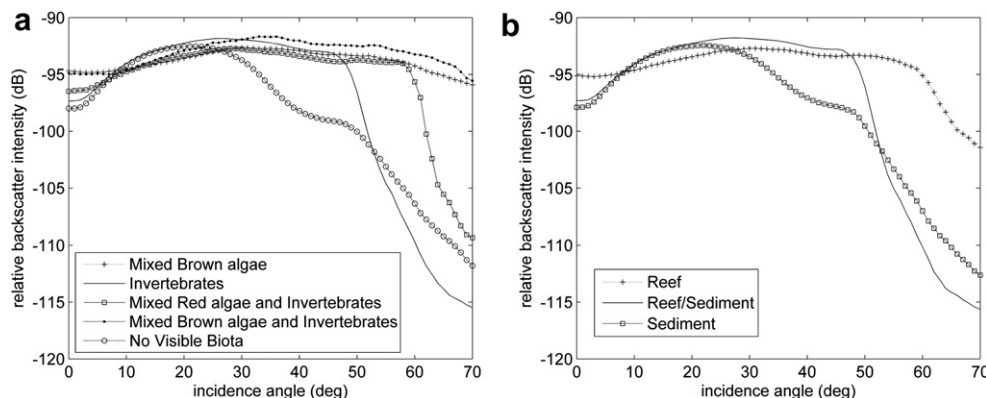 a
relative backscatter intensity (dB)
-90
-95
-100
-105
-110
-115
-120
0 10 20 30 40 50 60 70
incidence angle (deg)
Mixed Brown algae
Invertebrates
Mixed Red algae and Invertebrates
Mixed Brown algae and Invertebrates
No Visible Biota
b
relative backscatter intensity (dB)
-90
-95
-100
-105
-110
-115
-120
0 10 20 30 40 50 60 70
incidence angle (deg)
Reef
Reef/Sediment
Sediment